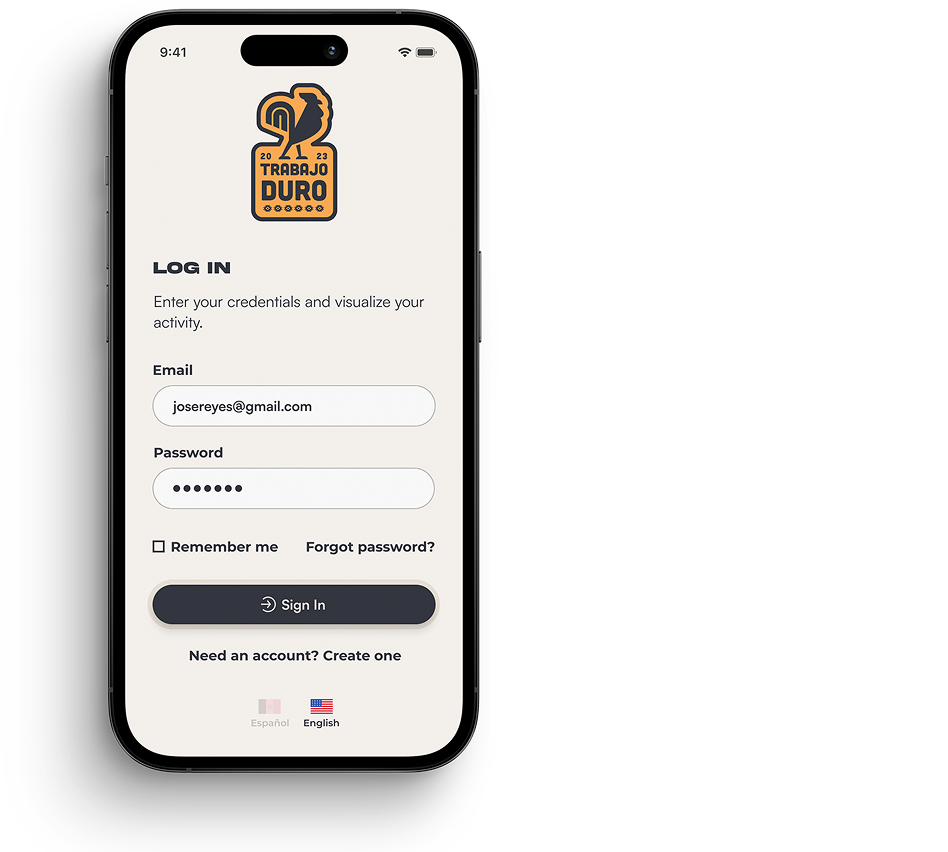 9:41
20 23
TRABAJO
DURO
LOG IN
Enter your credentials and visualize your
activity.
Email
josereyes@gmail.com
Password
Remember me Forgot password?
Sign In
Need an account? Create one
Español English